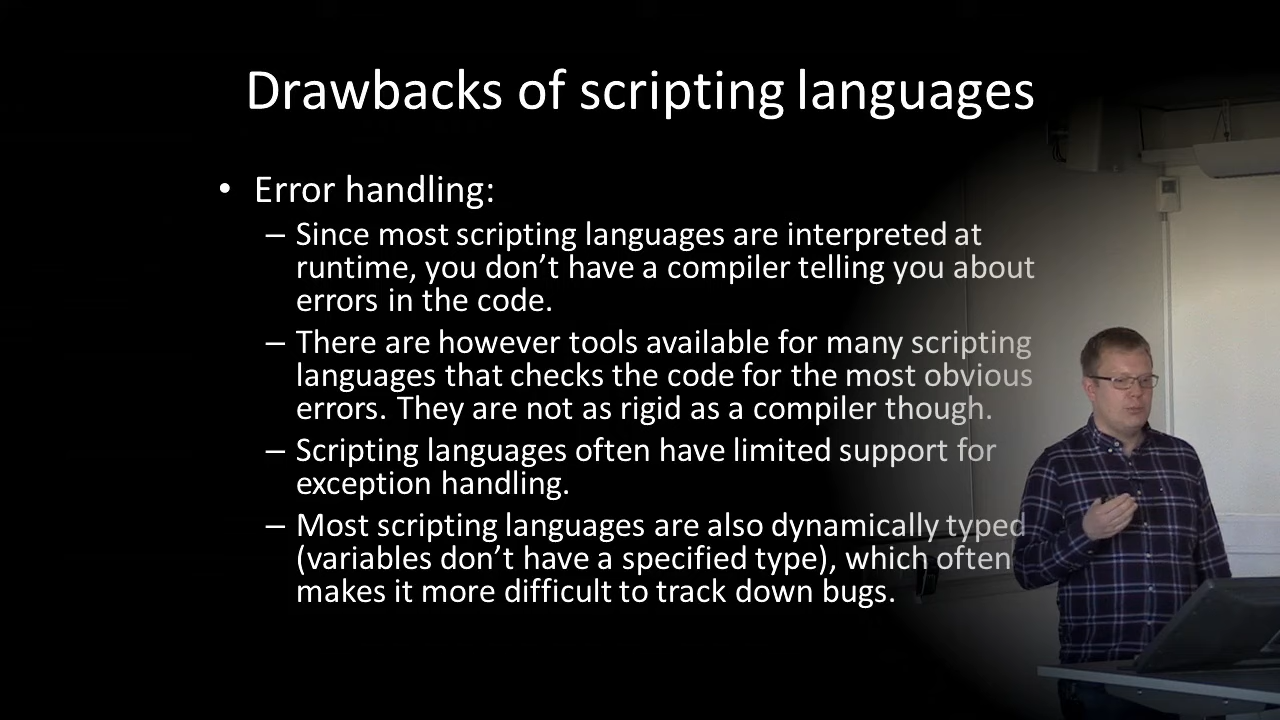 Drawbacks of scripting languages
• Error handling:
– Since most scripting languages are interpreted at
runtime, you don’t have a compiler telling you about
errors in the code.
– There are however tools available for many scripting
languages that checks the code for the most obvious
errors. They are not as rigid as a compiler though.
– Scripting languages often have limited support for
exception handling.
– Most scripting languages are also dynamically typed
(variables don’t have a specified type), which often
makes it more difficult to track down bugs.